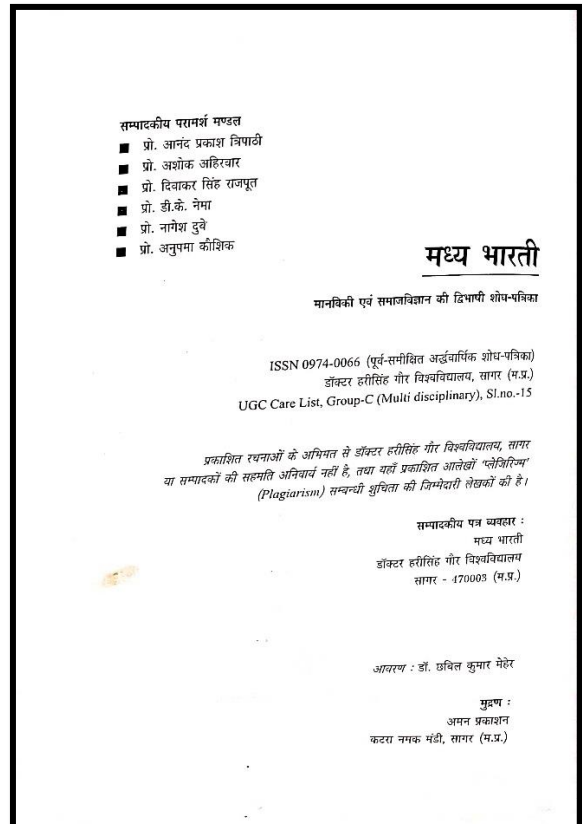 सम्पादकीय परामर्श मण्डल
■ प्रो. आनंद प्रकाश त्रिपाठी
■ प्रो. अशोक अहिरवार
■ प्रो. दिवाकर सिंह राजपूत
■ प्रो. डी.के. नेमा
■ प्रो. नागेश दुबे
■ प्रो. अनुपमा कौशिक
मध्य भारती
मानविकी एवं समाजविज्ञान की द्विभाषी शोध-पत्रिका
ISSN 0974-0066 (पूर्व-समीक्षित अर्द्धवार्षिक शोध-पत्रिका)
डॉक्टर हरीसिंह गौर विश्वविद्यालय, सागर (म.प्र.)
UGC Care List, Group-C (Multi disciplinary), Sl.no.-15
प्रकाशित रचनाओं के अभिमत से डॉक्टर हरीसिंह गौर विश्वविद्यालय, सागर
या सम्पादकों की सहमति अनिवार्य नहीं है, तथा यहाँ प्रकाशित आलेखों 'प्लेजिरिज्म'
(Plagiarism) सम्बन्धी शुचिता की जिम्मेदारी लेखकों की है।
सम्पादकीय पत्र व्यवहार :
मध्य भारती
डॉक्टर हरीसिंह गौर विश्वविद्यालय
सागर - 470003 (म.प्र.)
आवरण : डॉ. छबिल कुमार मेहेर
मुद्रण :
अमन प्रकाशन
कटरा नमक मंडी, सागर (म.प्र.)